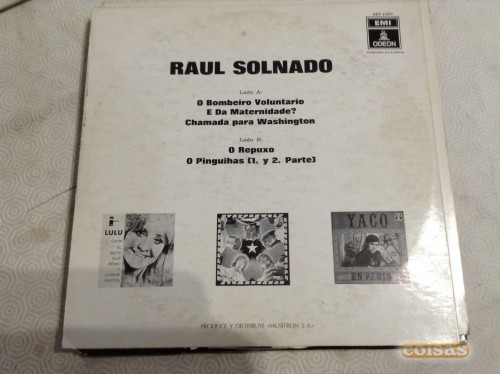 EMI
ODEON
RAUL SOLNADO
Lado A:
O Bombeiro Voluntario
E Da Maternidade?
Chamada para Washington
Lado B:
O Repuxo
O Pinguihas (1. y 2. Parte)
LULU
YACO
EN PARIS
PRODUCE Y DISTRIBUYE «MUSITRON S.A.»
coisas